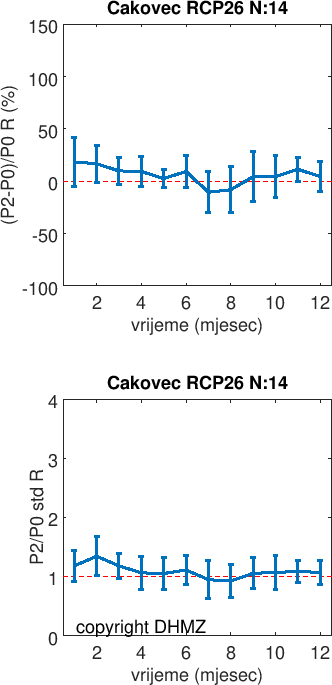 Cakovec RCP26 N:14
(P2-P0)/P0 R (%)
150
100
50
0
-50
-100
2 4 6 8 10 12
vrijeme (mjesec)
Cakovec RCP26 N:14
P2/P0 std R
4
3
2
1
0
copyright DHMZ
2 4 6 8 10 12
vrijeme (mjesec)